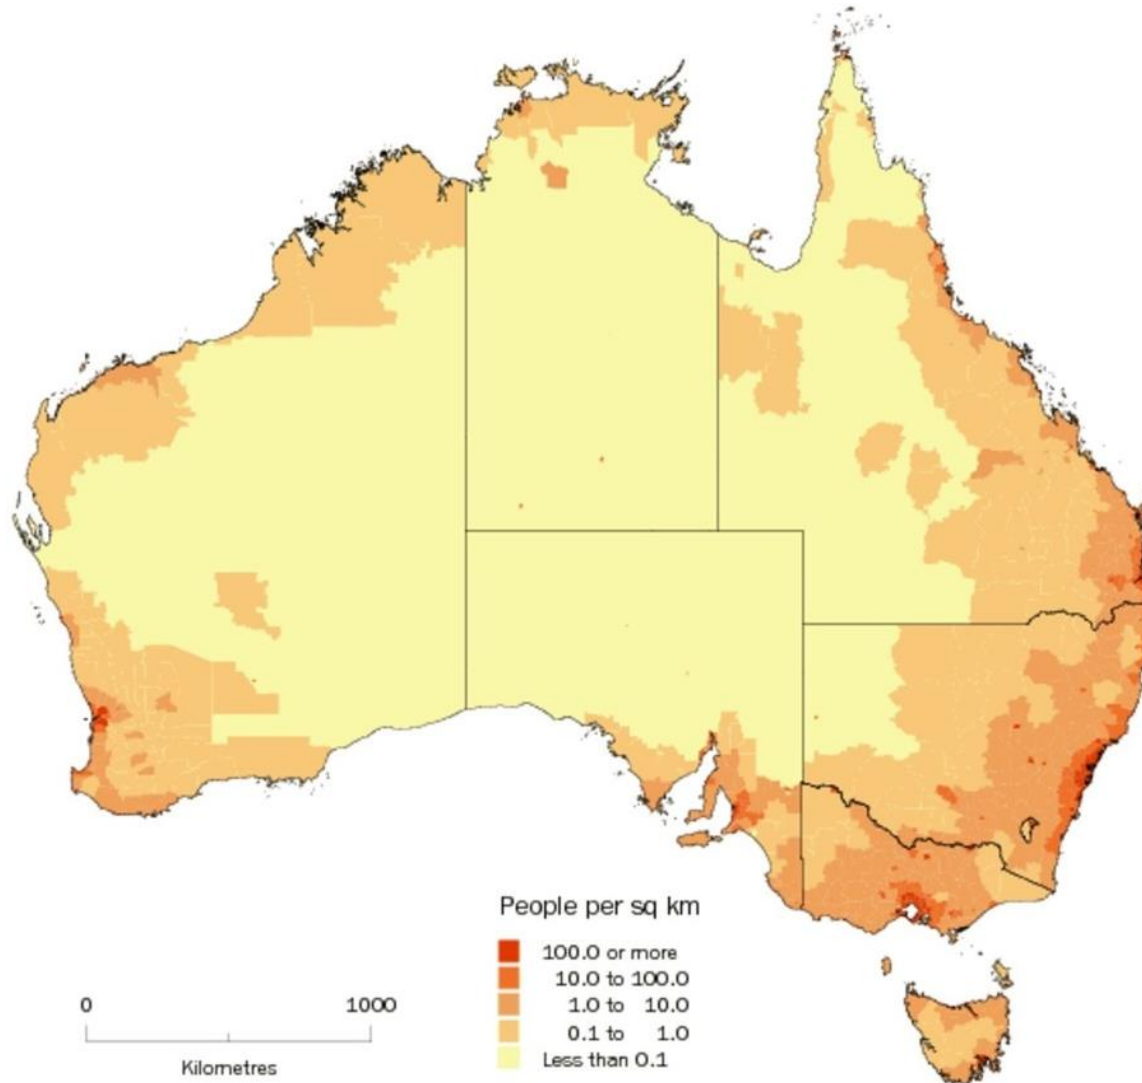 People per sq km
100.0 or more
10.0 to 100.0
1.0 to 10.0
0.1 to 1.0
Less than 0.1
0 1000
Kilometres